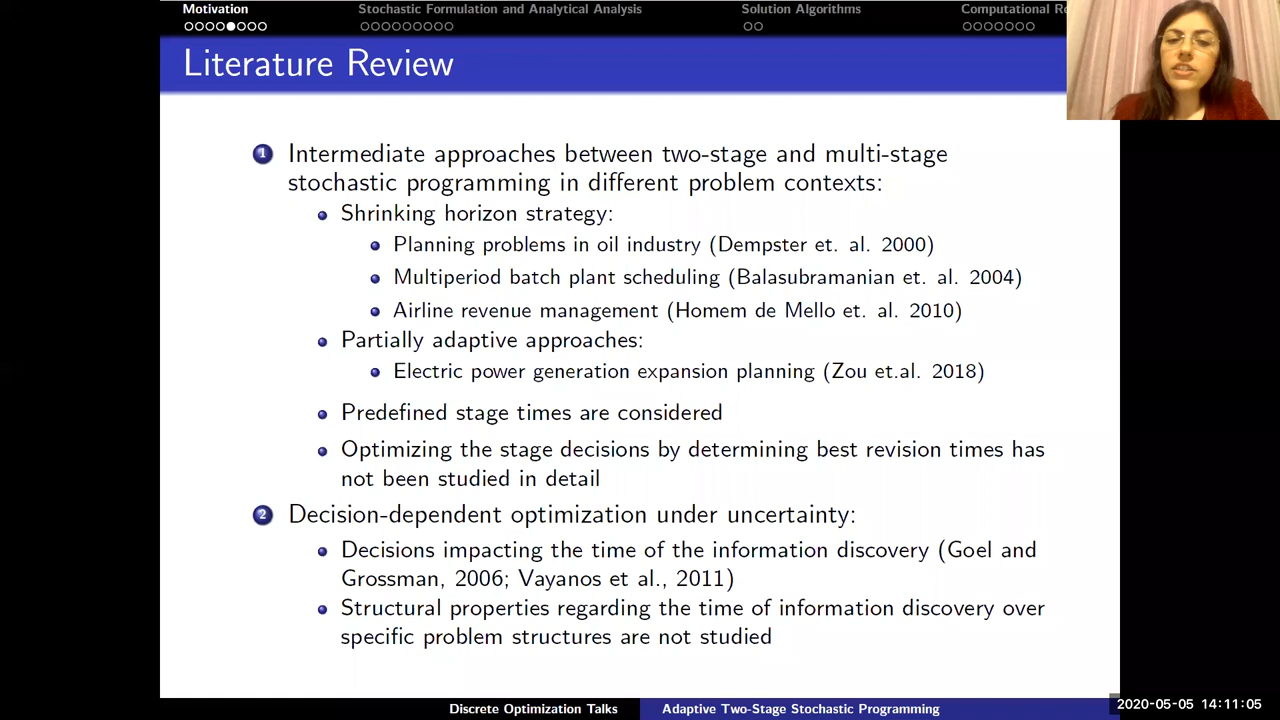 Motivation Stochastic Formulation and Analytical Analysis Solution Algorithms Computational
Literature Review
1 Intermediate approaches between two-stage and multi-stage
stochastic programming in different problem contexts:
Shrinking horizon strategy:
Planning problems in oil industry (Dempster et. al. 2000)
Multiperiod batch plant scheduling (Balasubramanian et. al. 2004)
Airline revenue management (Homem de Mello et. al. 2010)
Partially adaptive approaches:
Electric power generation expansion planning (Zou et.al. 2018)
Predefined stage times are considered
Optimizing the stage decisions by determining best revision times has
not been studied in detail
2 Decision-dependent optimization under uncertainty:
Decisions impacting the time of the information discovery (Goel and
Grossman, 2006; Vayanos et al., 2011)
Structural properties regarding the time of information discovery over
specific problem structures are not studied
Discrete Optimization Talks Adaptive Two-Stage Stochastic Programming
2020-05-05 14:11:05